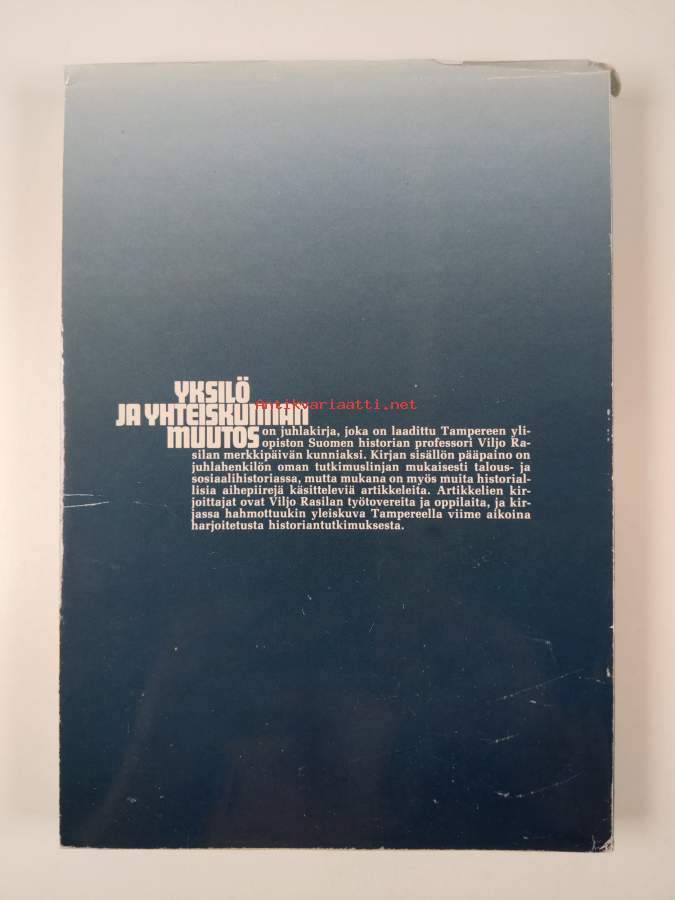 YKSILÖ
Antikvariaatti.net
JA YHTEISKUNNAN
MUUTOS on juhlakirja, joka on laadittu Tampereen yli-
opiston Suomen historian professori Viljo Ra-
silan merkkipäivän kunniaksi. Kirjan sisällön pääpaino on
juhlahenkilön oman tutkimuslinjan mukaisesti talous- ja
sosiaalihistoriassa, mutta mukana on myös muita historial-
lisia aihepiirejä käsitteleviä artikkeleita. Artikkelien kir-
joittajat ovat Viljo Rasilan työtovereita ja oppilaita, ja kir-
jassa hahmottuukin yleiskuva Tampereella viime aikoina
harjoitetusta historiantutkimuksesta.